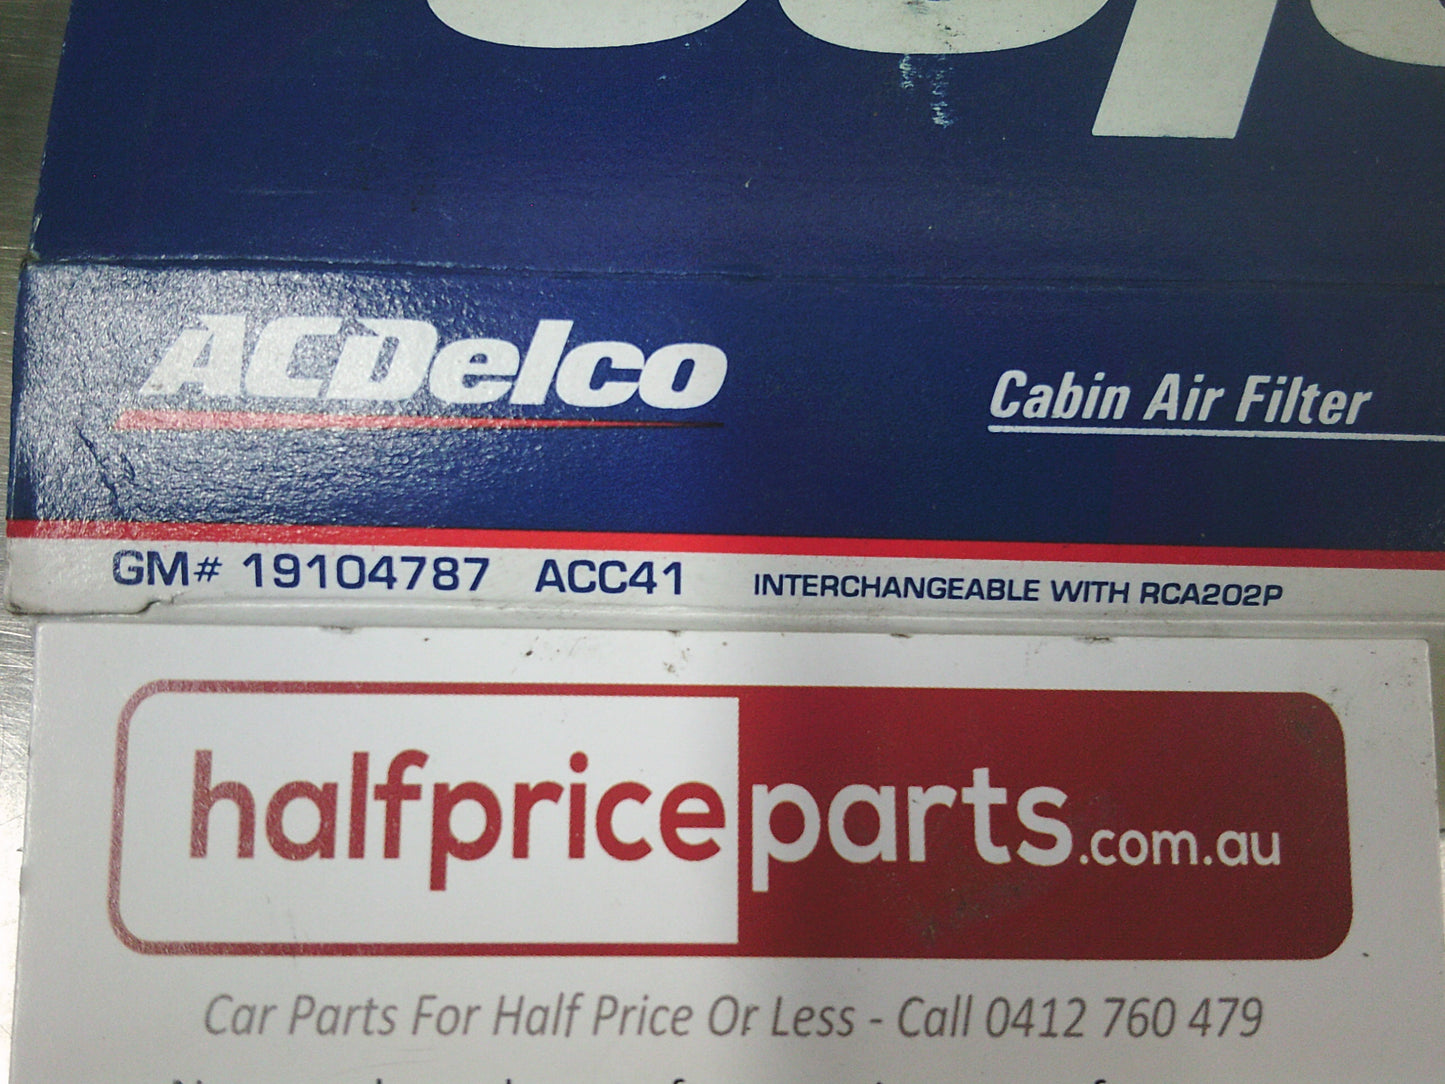 ACDelco
Cabin Air Filter
GM# 19104787 ACC41 INTERCHANGEABLE WITH RCA202P
halfpriceparts.com.au
Car Parts For Half Price Or Less - Call 0412 760 479